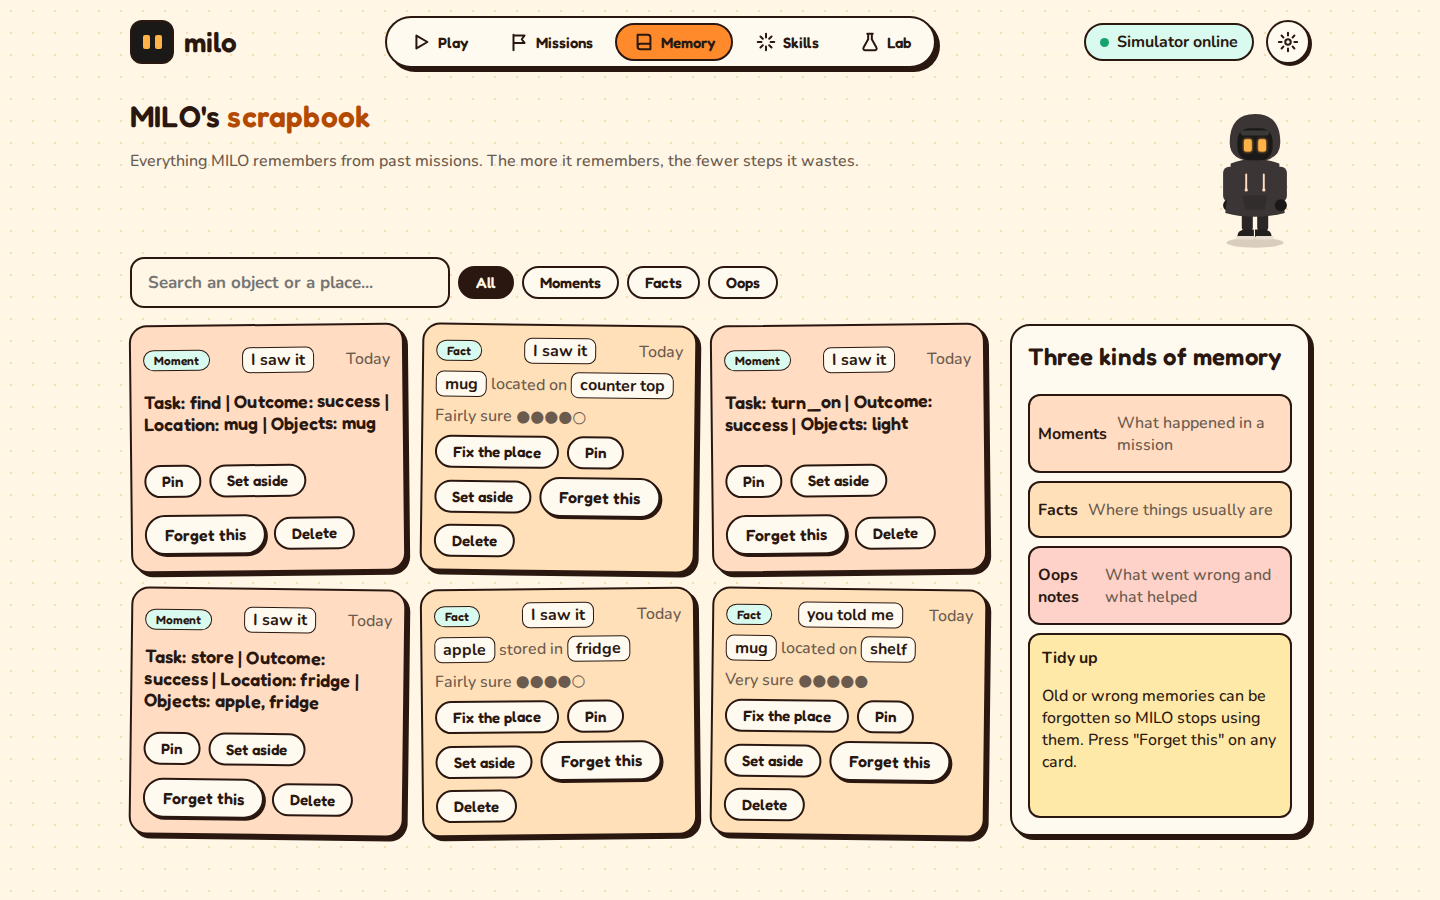 milo
Play
Missions
Memory
Skills
Lab
Simulator online
MILO's scrapbook
Everything MILO remembers from past missions. The more it remembers, the fewer steps it wastes.
Search an object or a place...
All
Moments
Facts
Oops
Moment
I saw it
Today
Task: find | Outcome: success |
Location: mug | Objects: mug
Pin
Set aside
Forget this
Delete
Fact
I saw it
Today
mug located on counter top
Fairly sure ●●●●○
Fix the place
Pin
Set aside
Forget this
Delete
Moment
I saw it
Today
Task: turn_on | Outcome:
success | Objects: light
Pin
Set aside
Forget this
Delete
Moment
I saw it
Today
Task: store | Outcome:
success | Location: fridge |
Objects: apple, fridge
Pin
Set aside
Forget this
Delete
Fact
I saw it
Today
apple stored in fridge
Fairly sure ●●●●○
Fix the place
Pin
Set aside
Forget this
Delete
Fact
you told me
Today
mug located on shelf
Very sure ●●●●●
Fix the place
Pin
Set aside
Forget this
Delete
Three kinds of memory
Moments
What happened in a
mission
Facts
Where things usually are
Oops
notes
What went wrong and
what helped
Tidy up
Old or wrong memories can be
forgotten so MILO stops using
them. Press "Forget this" on any
card.